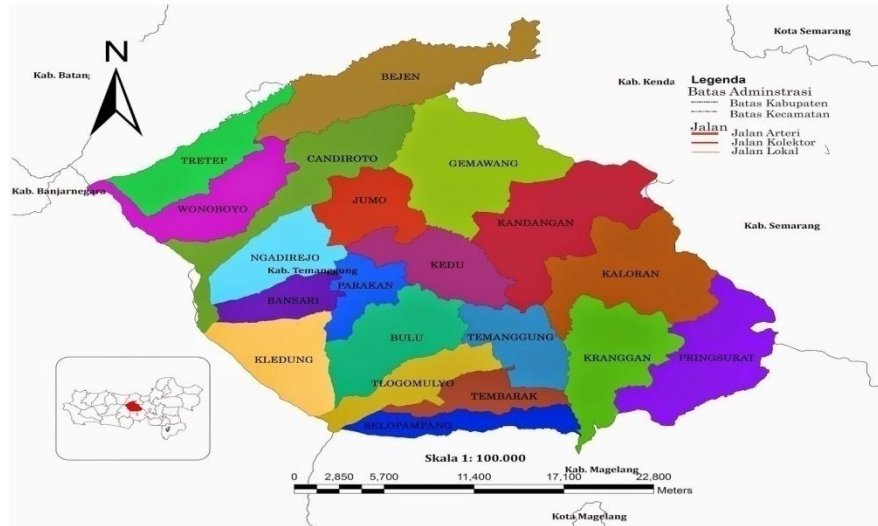 Kota Semarang
N
BEJEN
Kab. Batan
Kab. Kenda
Legenda
Batas Adminstrasi
Batas Kabupaten
Batas Kecamatan
Jalan
Jalan Arteri
Jalan Kolektor
Jalan Lokal
TRETEP
CANDIROTO
GEMAWANG
Kab. Banjarnegara
WONOBOYO
JUMO
KANDANGAN
Kab. Semarang
NGADIREJO
KEDU
Kab. Temanggung
KALORAN
PARAKAN
BANSARI
BULU
TEMANGGUNG
KLEDUNG
KRANGGAN
PRINGSURAT
TLOGOMULYO
TEMBARAK
SELOPAMPANG
Skala 1: 100.000
Kab. Magelang
0 2,850 5,700 11,400 17,100 22,800
Meters
Kota Magelang